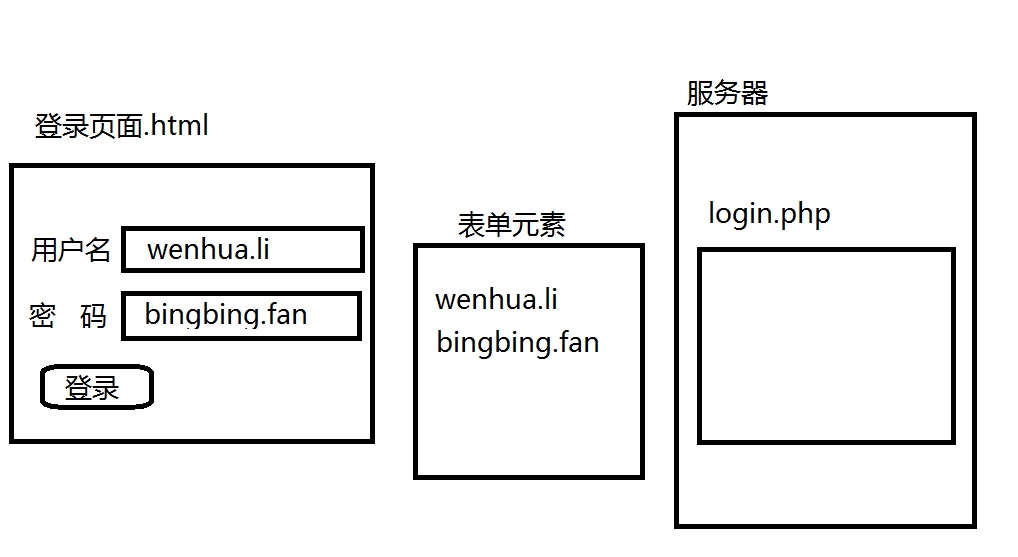 登录页面.html
用户名 wenhua.li
密 码 bingbing.fan
登录
表单元素
wenhua.li
bingbing.fan
服务器
login.php